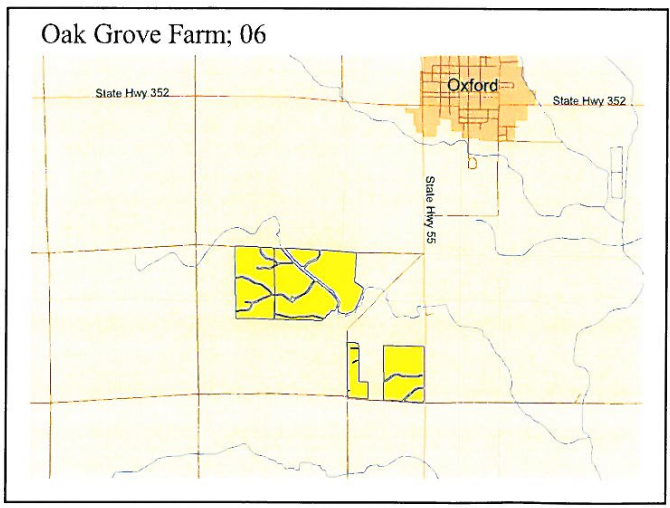 Oak Grove Farm; 06
Oxford
State Hwy 352
State Hwy 352
State Hwy 55